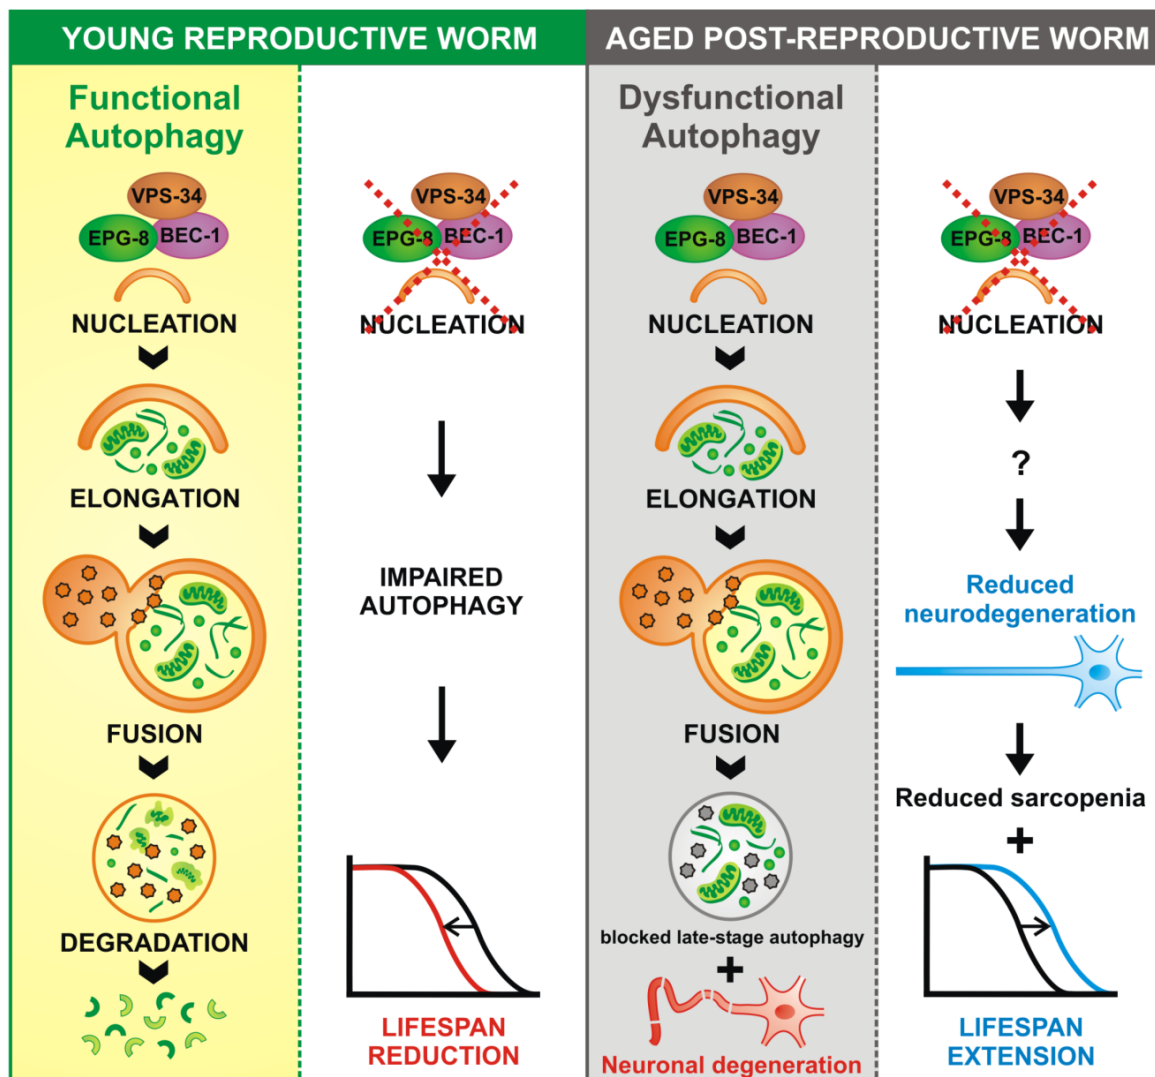 YOUNG REPRODUCTIVE WORM
Functional
Autophagy
VPS-34
EPG-8
BEC-1
NUCLEATION
ELONGATION
FUSION
DEGRADATION
VPS-34
EPG-8
BEC-1
NUCLEATION
IMPAIRED
AUTOPHAGY
LIFESPAN
REDUCTION
AGED POST-REPRODUCTIVE WORM
Dysfunctional
Autophagy
VPS-34
EPG-8
BEC-1
NUCLEATION
ELONGATION
FUSION
blocked late-stage autophagy
+
Neuronal degeneration
VPS-34
EPG-8
BEC-1
NUCLEATION
?
Reduced
neurodegeneration
Reduced sarcopenia
+
LIFESPAN
EXTENSION